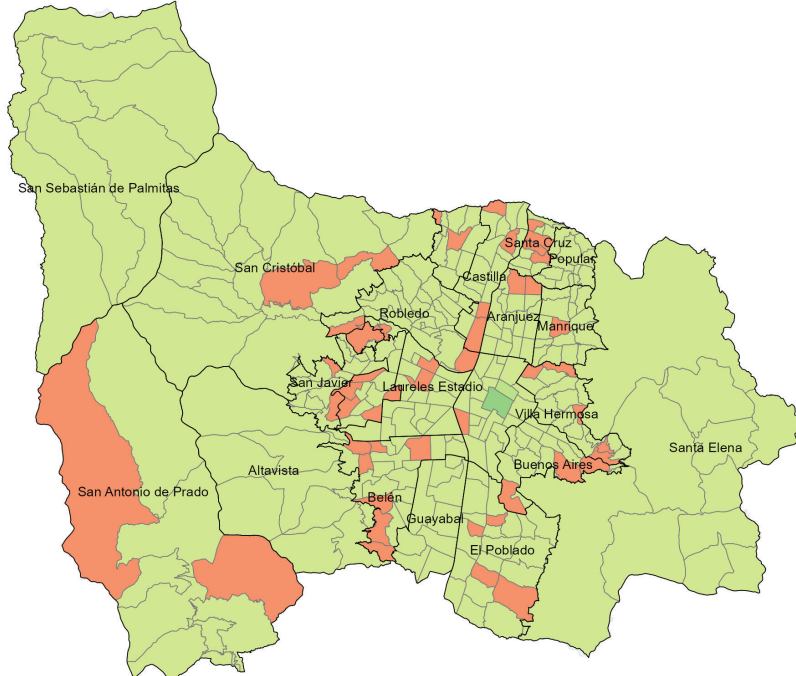 San Sebastián de Palmitas
San Cristóbal
Santa Cruz
Popular
Castilla
Robledo
Aranjuez
Manrique
San Javier
Laureles Estadio
Villa Hermosa
Santa Elena
Altavista
Buenos Aires
San Antonio de Prado
Belén
Guayabal
El Poblado